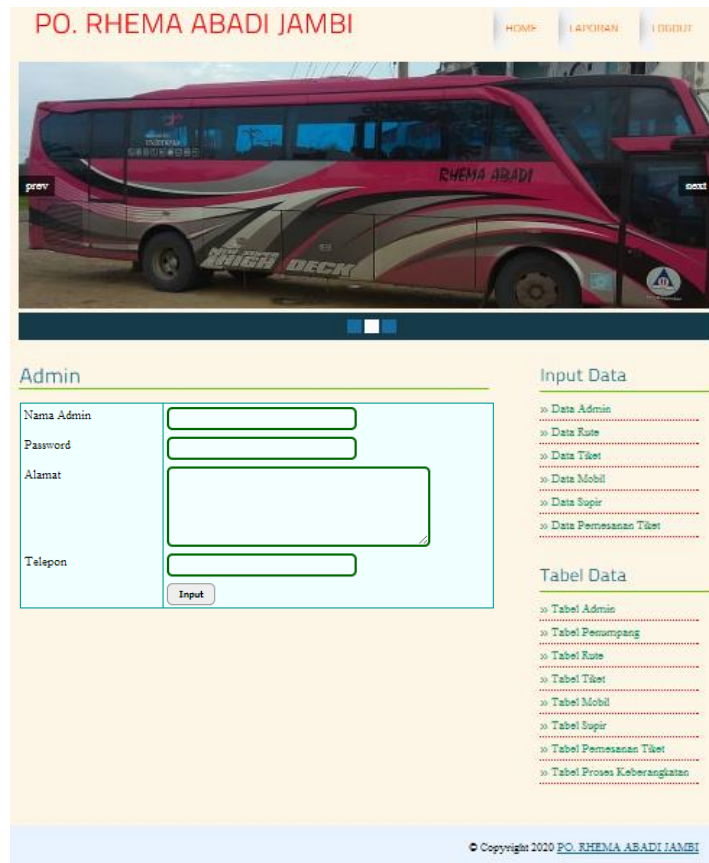 PO. RHEMA ABADI JAMBI
HOME LAPORAN LOGOUT
indonesia
RHEMA ABADI
prev
next
HIGH DECK
Admin
Nama Admin
Password
Alamat
Telepon
Input
Input Data
» Data Admin
» Data Rute
» Data Tiket
» Data Mobil
» Data Supir
» Data Pemesanan Tiket
Tabel Data
» Tabel Admin
» Tabel Penumpang
» Tabel Rute
» Tabel Tiket
» Tabel Mobil
» Tabel Supir
» Tabel Pemesanan Tiket
» Tabel Proses Keberangkatan
© Copyright 2020 PO. RHEMA ABADI JAMBI